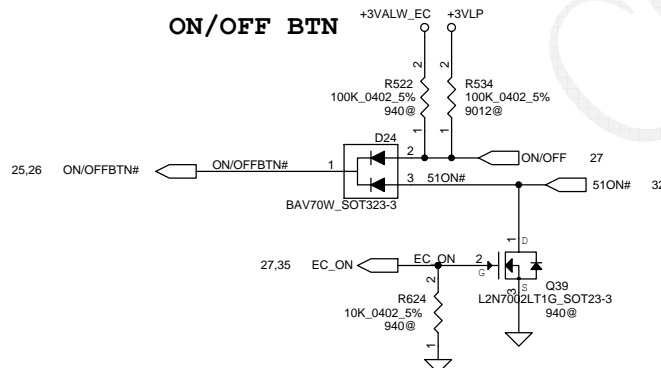 ON/OFF BTN
+3VALW_EC
+3VLP
2
2
R522
100K_0402_5%
940@
R534
100K_0402_5%
9012@
1
1
D24
25,26 ON/OFFBTN#
ON/OFFBTN#
1
2
ON/OFF 27
3
51ON#
51ON# 32
BAV70W_SOT323-3
1
D
27,35 EC_ON
EC_ON
2
G
S
3
Q39
L2N7002LT1G_SOT23-3
940@
2
R624
10K_0402_5%
940@
1